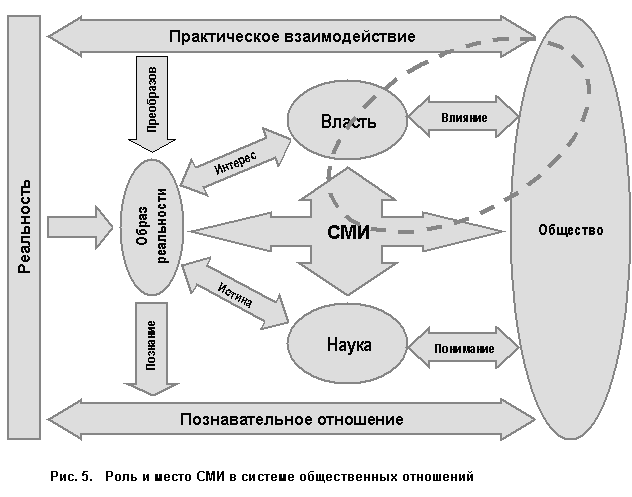 Практическое взаимодействие
Преобразов
Власть
Влияние
Интерес
Реальность
Образ
реальности
СМИ
Общество
Истина
Познание
Наука
Понимание
Познавательное отношение
Рис. 5. Роль и место СМИ в системе общественных отношений